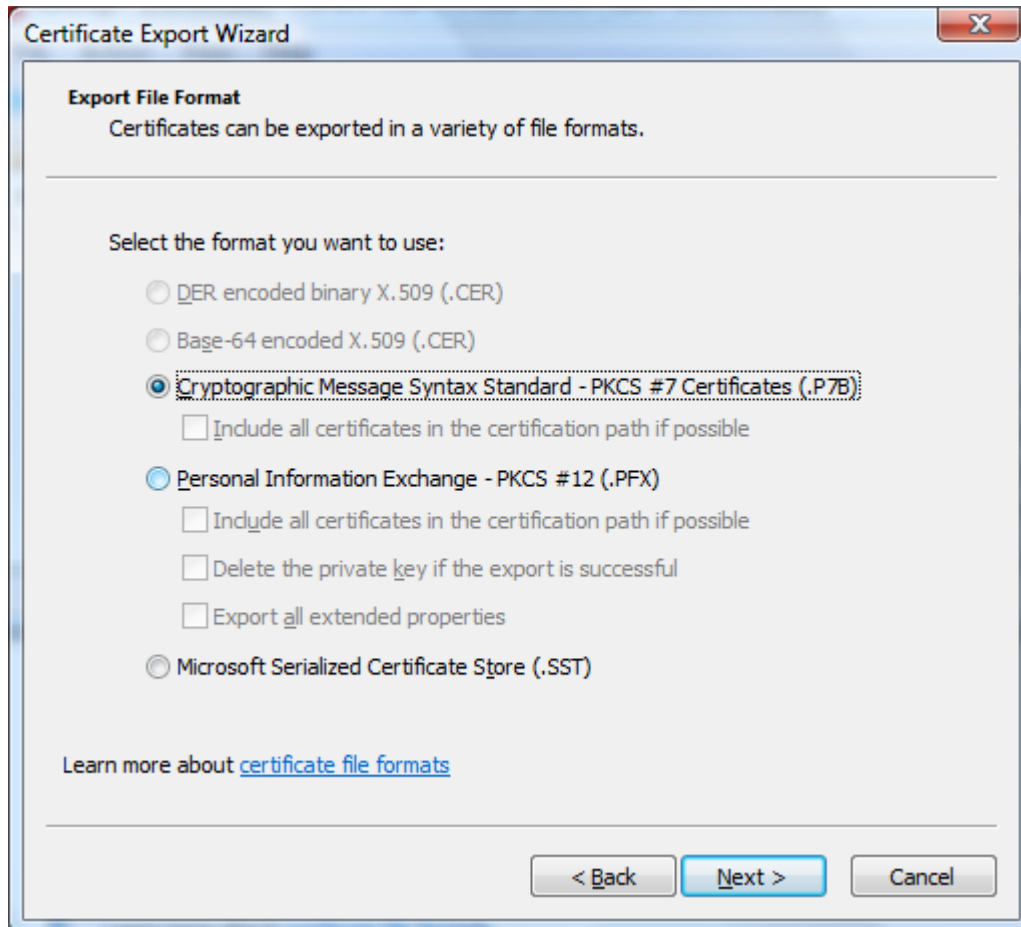 Certificate Export Wizard
Export File Format
Certificates can be exported in a variety of file formats.
Select the format you want to use:
DER encoded binary X.509 (.CER)
Base-64 encoded X.509 (.CER)
Cryptographic Message Syntax Standard - PKCS #7 Certificates (.P7B)
Include all certificates in the certification path if possible
Personal Information Exchange - PKCS #12 (.PFX)
Include all certificates in the certification path if possible
Delete the private key if the export is successful
Export all extended properties
Microsoft Serialized Certificate Store (.SST)
Learn more about certificate file formats
< Back Next > Cancel